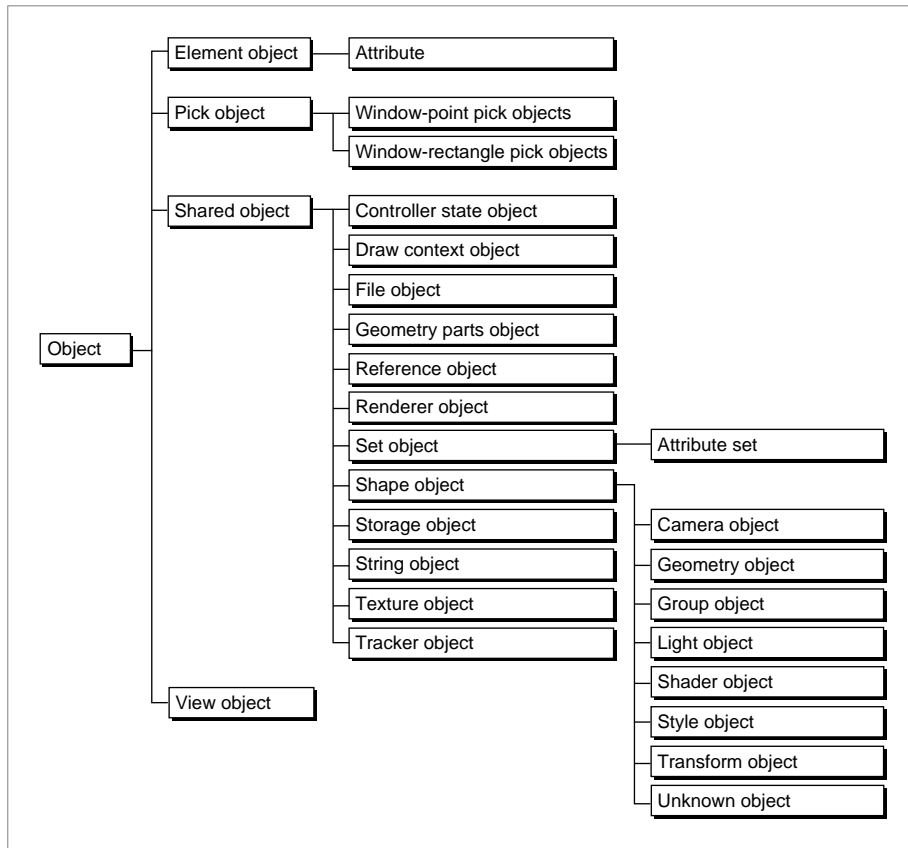 Element object
Attribute
Pick object
Window-point pick objects
Window-rectangle pick objects
Shared object
Controller state object
Draw context object
File object
Geometry parts object
Object
Reference object
Renderer object
Set object
Attribute set
Shape object
Camera object
Storage object
String object
Geometry object
Texture object
Group object
Tracker object
Light object
Shader object
View object
Style object
Transform object
Unknown object